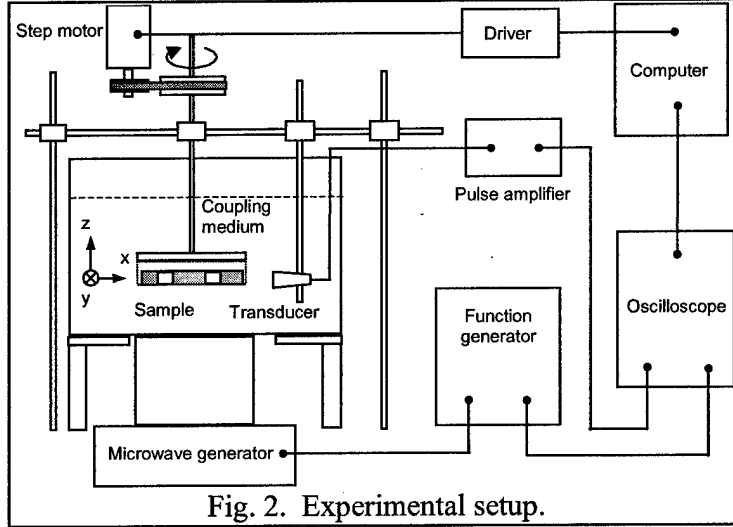 Step motor
Driver
Computer
Pulse amplifier
Coupling
medium
z
x
y
Sample
Transducer
Function
generator
Oscilloscope
Microwave generator
Fig. 2. Experimental setup.